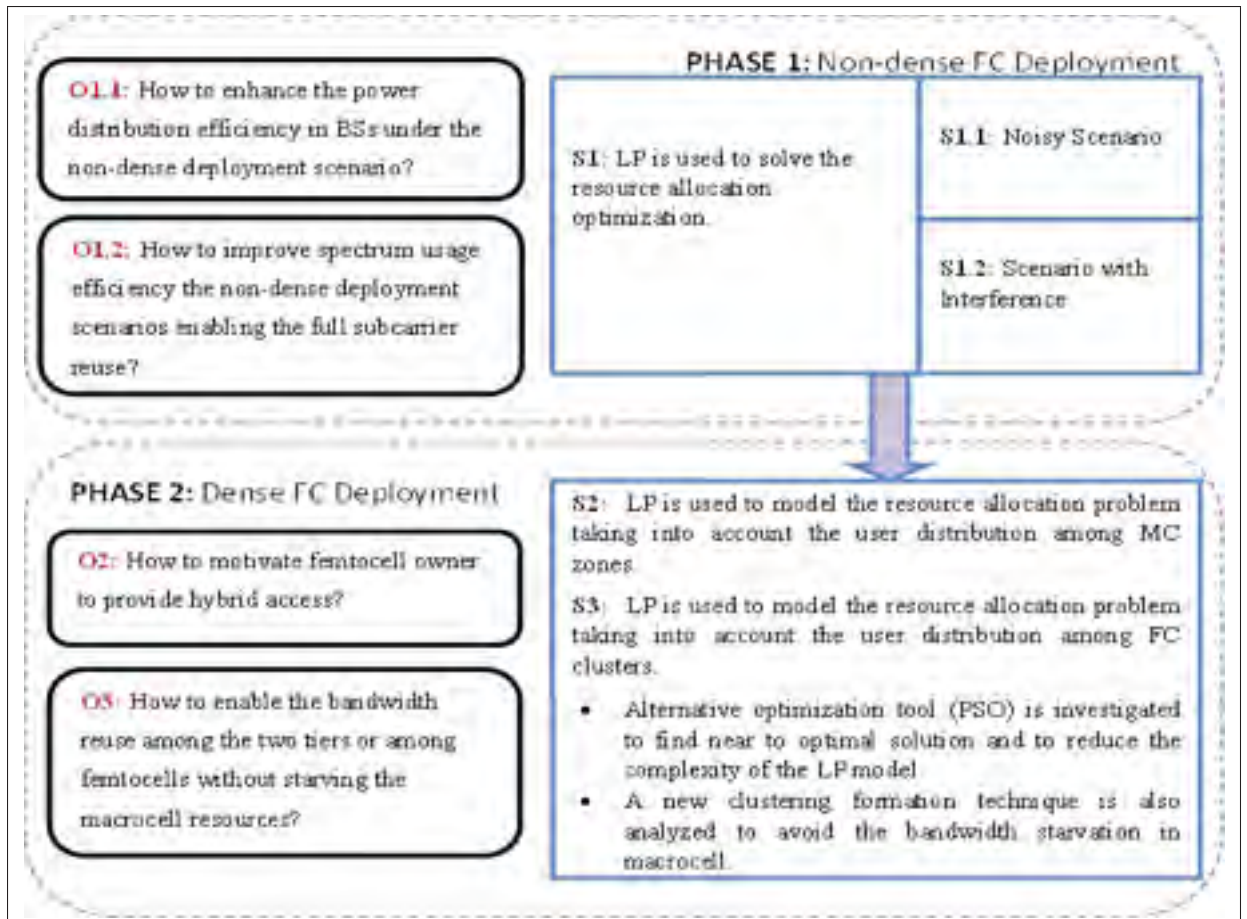 PHASE 1: Non-dense FC Deployment
O1.1: How to enhance the power
distribution efficiency in BSs under the
non-dense deployment scenario?
O1.2: How to improve spectrum usage
efficiency the non-dense deployment
scenarios enabling the full subcarrier
reuse?
S1: LP is used to solve the
resource allocation
optimization.
S1.1: Noisy Scenario
S1.2: Scenario with
Interference
PHASE 2: Dense FC Deployment
O2: How to motivate femtocell owner
to provide hybrid access?
O3: How to enable the bandwidth
reuse among the two tiers or among
femtocells without starving the
macrocell resources?
S2: LP is used to model the resource allocation problem
taking into account the user distribution among MC
zones
S3: LP is used to model the resource allocation problem
taking into account the user distribution among FC
clusters.
• Alternative optimization tool (PSO) is investigated
to find near to optimal solution and to reduce the
complexity of the LP model
• A new clustering formation technique is also
analyzed to avoid the bandwidth starvation in
macrocell.